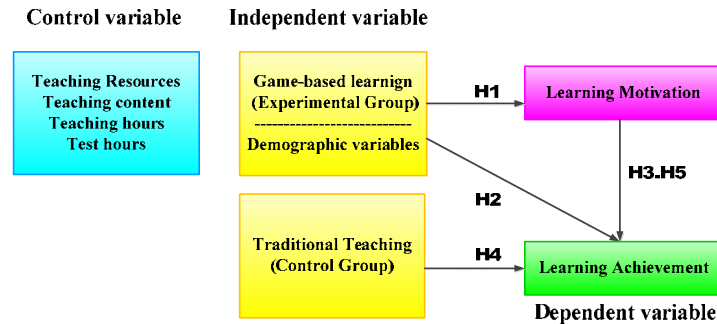 Control variable
Independent variable
Teaching Resources
Teaching content
Teaching hours
Test hours
Game-based learnign
(Experimental Group)
----------------------------
Demographic variables
H1
Learning Motivation
H2
H3.H5
Traditional Teaching
(Control Group)
H4
Learning Achievement
Dependent variable